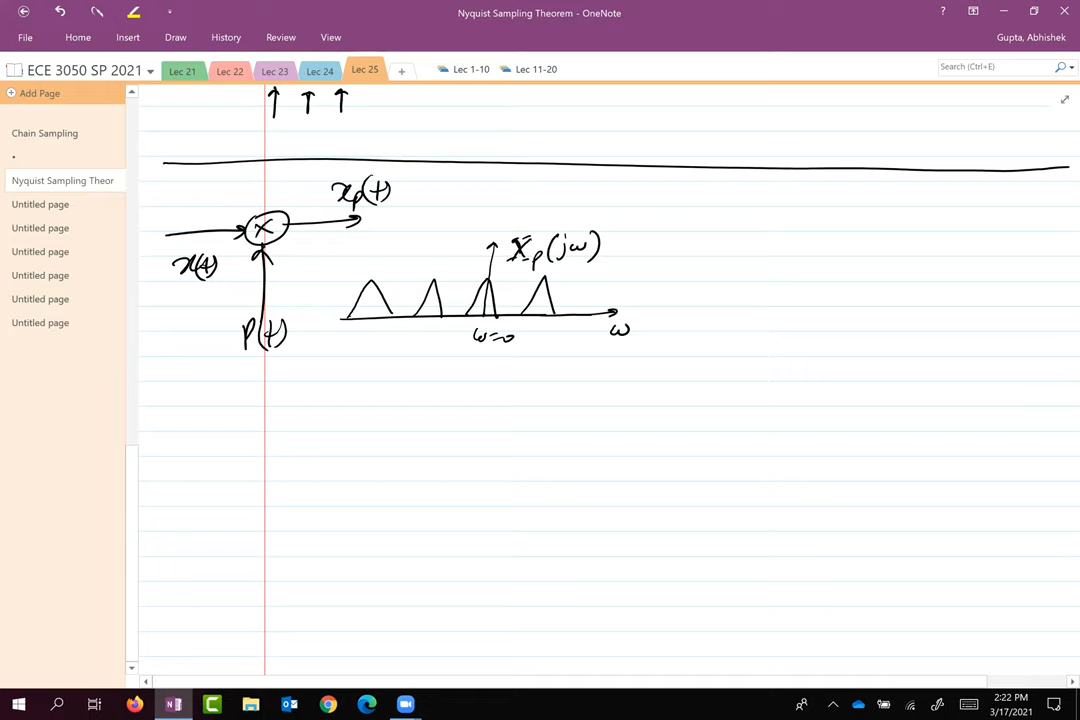 Nyquist Sampling Theorem - OneNote
?
File Home Insert Draw History Review View
Gupta, Abhishek
ECE 3050 SP 2021
Lec 21 Lec 22 Lec 23 Lec 24 Lec 25 + Lec 1-10 Lec 11-20
Search (Ctrl+E)
Add Page
Chain Sampling
Nyquist Sampling Theor
Untitled page
Untitled page
Untitled page
Untitled page
Untitled page
Untitled page
xp(t)
x
x(t)
Xp(jω)
P(t)
ω=0
ω
2:22 PM
3/17/2021